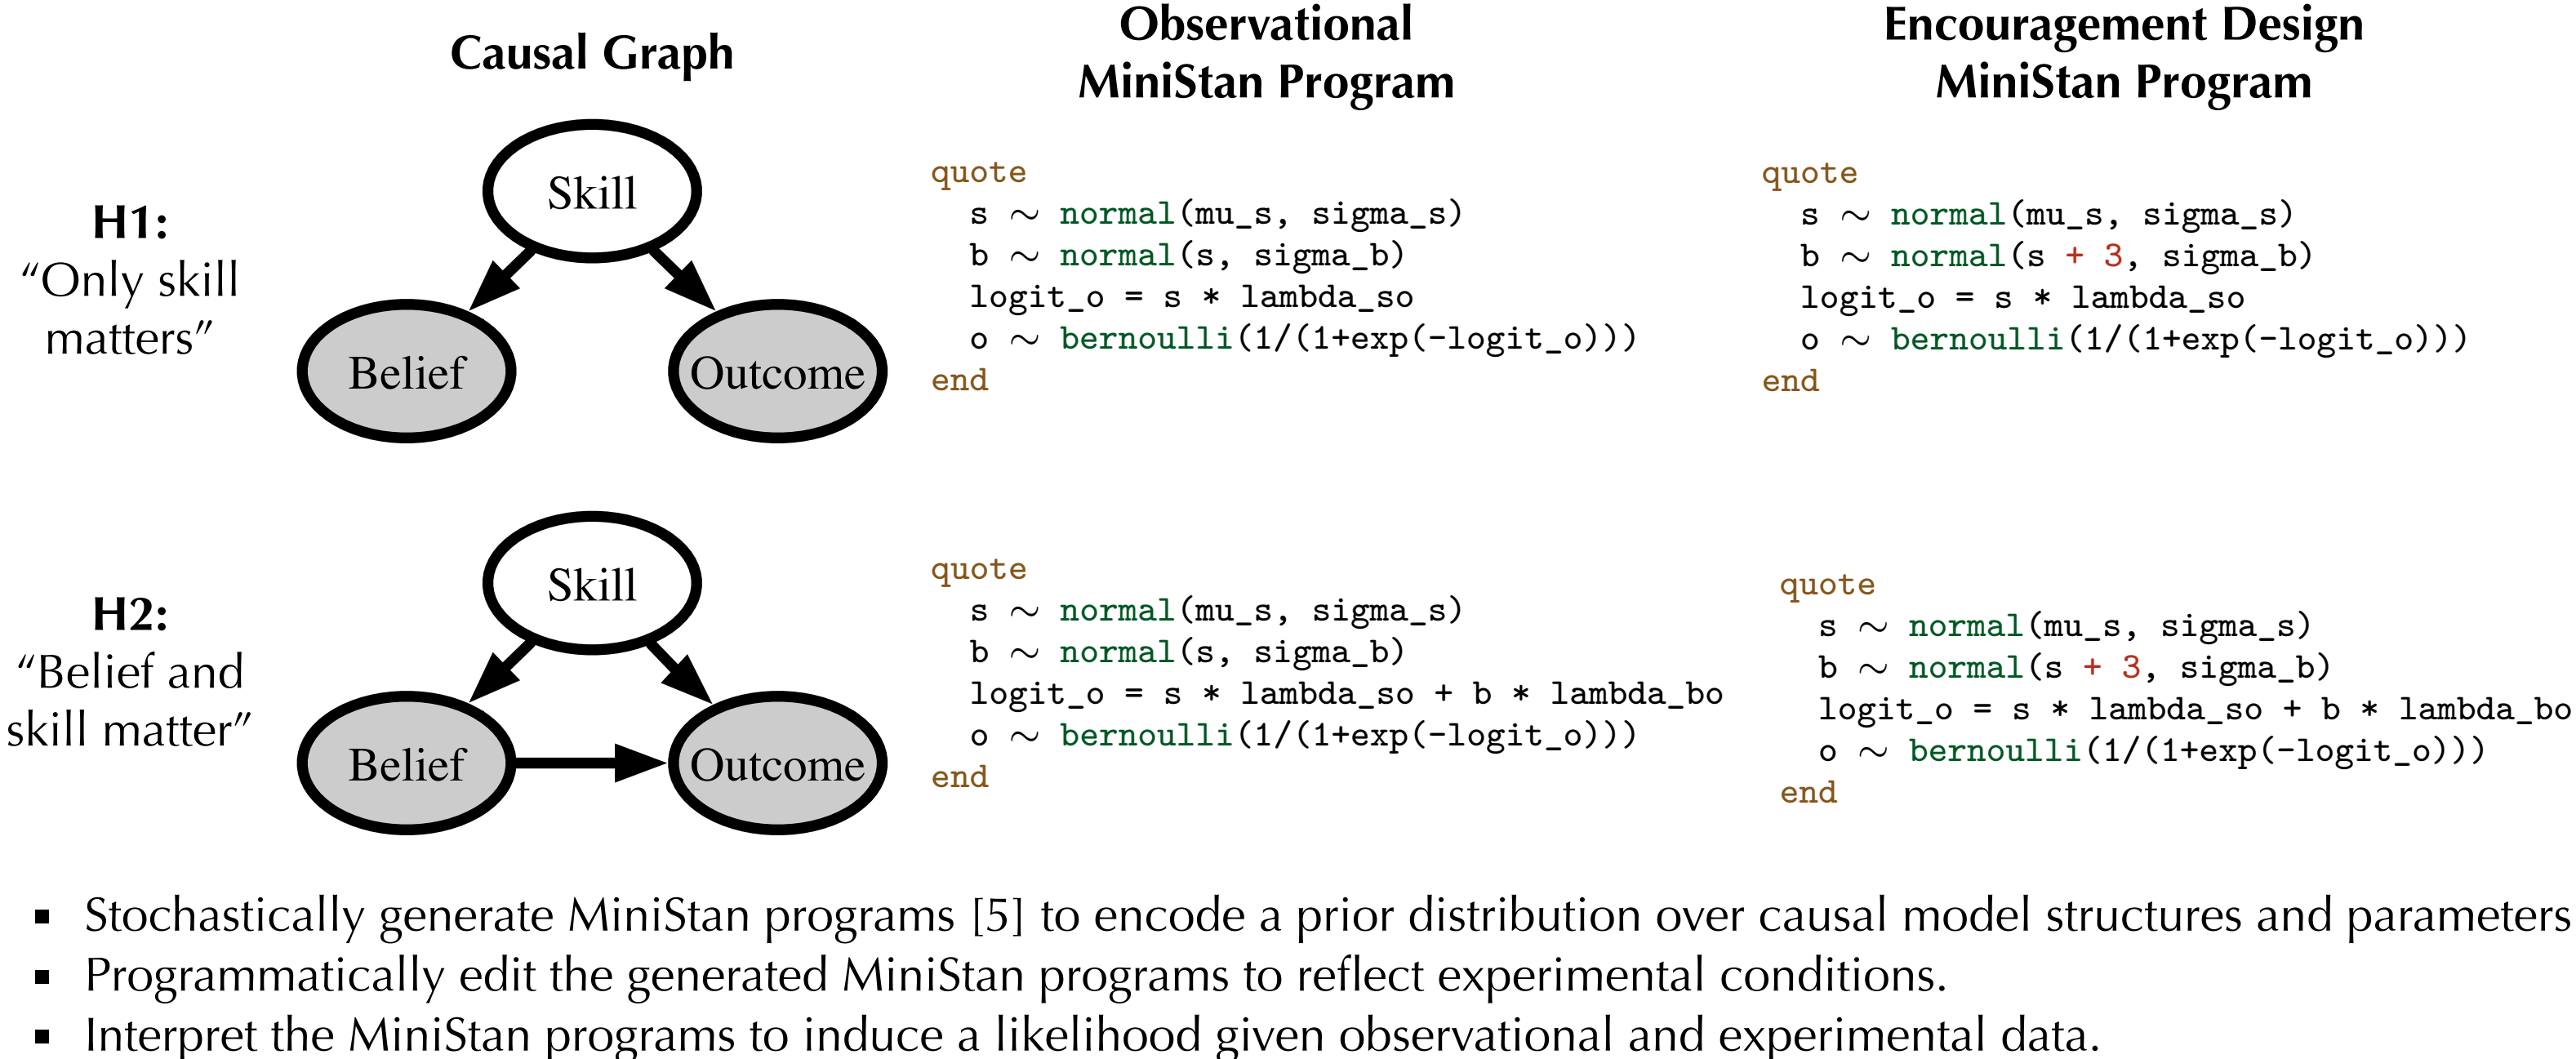 Causal Graph
Observational
MiniStan Program
Encouragement Design
MiniStan Program
H1:
“Only skill
matters”
Skill
Belief
Outcome
quote
s ∼ normal(mu_s, sigma_s)
b ∼ normal(s, sigma_b)
logit_o = s * lambda_so
o ∼ bernoulli(1/(1+exp(-logit_o)))
end
quote
s ∼ normal(mu_s, sigma_s)
b ∼ normal(s + 3, sigma_b)
logit_o = s * lambda_so
o ∼ bernoulli(1/(1+exp(-logit_o)))
end
H2:
“Belief and
skill matter”
Skill
Belief
Outcome
quote
s ∼ normal(mu_s, sigma_s)
b ∼ normal(s, sigma_b)
logit_o = s * lambda_so + b * lambda_bo
o ∼ bernoulli(1/(1+exp(-logit_o)))
end
quote
s ∼ normal(mu_s, sigma_s)
b ∼ normal(s + 3, sigma_b)
logit_o = s * lambda_so + b * lambda_bo
o ∼ bernoulli(1/(1+exp(-logit_o)))
end
▪ Stochastically generate MiniStan programs [5] to encode a prior distribution over causal model structures and parameters
▪ Programmatically edit the generated MiniStan programs to reflect experimental conditions.
▪ Interpret the MiniStan programs to induce a likelihood given observational and experimental data.